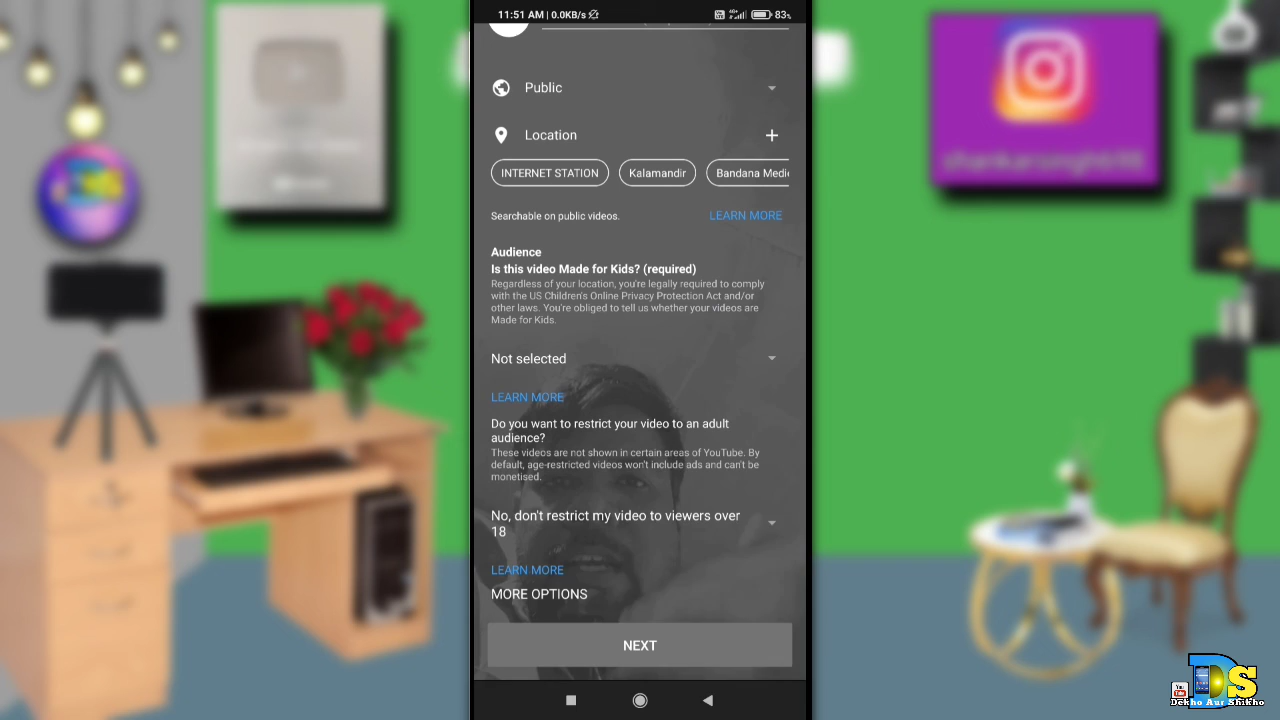 11:51 AM | 0.0KB/s
83%
Public
Location
INTERNET STATION
Kalamandir
Bandana Medi
Searchable on public videos.
LEARN MORE
Audience
Is this video Made for Kids? (required)
Regardless of your location, you're legally required to comply
with the US Children's Online Privacy Protection Act and/or
other laws. You're obliged to tell us whether your videos are
Made for Kids.
Not selected
LEARN MORE
Do you want to restrict your video to an adult
audience?
These videos are not shown in certain areas of YouTube. By
default, age-restricted videos won't include ads and can't be
monetised.
No, don't restrict my video to viewers over
18
LEARN MORE
MORE OPTIONS
NEXT
You
DS
Dekho Aur Shikho